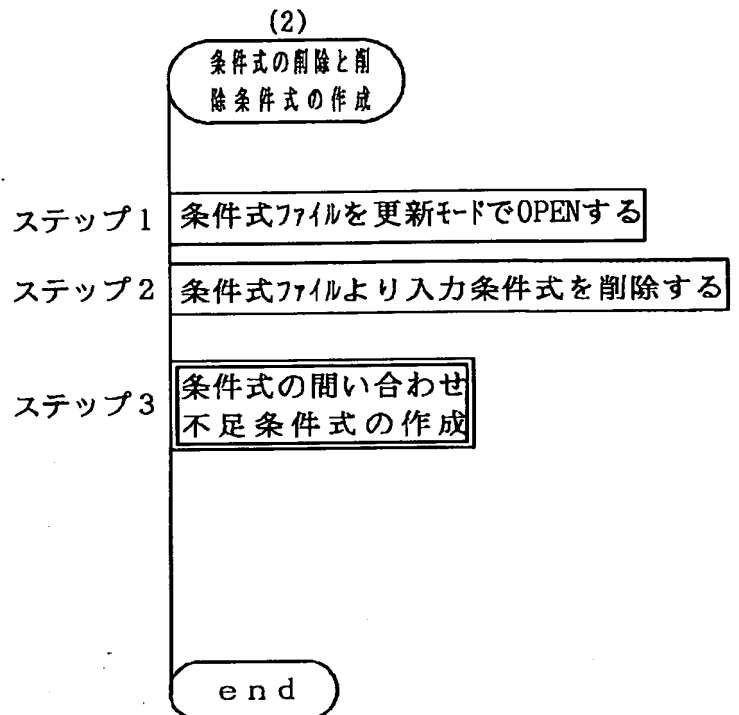 (2)
条件式の削除と削
除条件式の作成
ステップ1 条件式ﾌｧｲﾙを更新ﾓｰﾄﾞでOPENする
ステップ2 条件式ﾌｧｲﾙより入力条件式を削除する
条件式の問い合わせ
ステップ3
不足条件式の作成
end